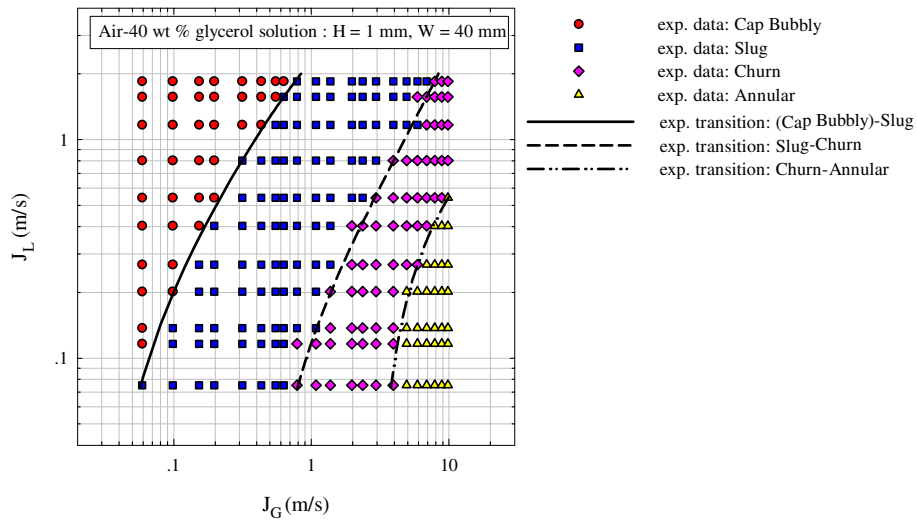 Air-40 wt % glycerol solution : H = 1 mm, W = 40 mm
exp. data: Cap Bubbly
exp. data: Slug
exp. data: Churn
exp. data: Annular
exp. transition: (Cap Bubbly)-Slug
exp. transition: Slug-Churn
exp. transition: Churn-Annular
1
.1
J_L (m/s)
.1 1 10
J_G (m/s)